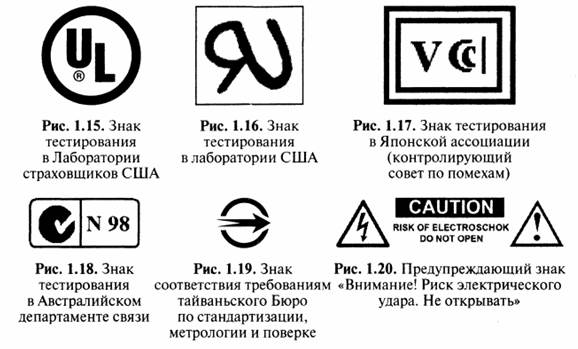 UL
®
RU
VCCI
Рис. 1.15. Знак
тестирования
в Лаборатории
страховщиков США
Рис. 1.16. Знак
тестирования
в лаборатории США
Рис. 1.17. Знак тестирования
в Японской ассоциации
(контролирующий
совет по помехам)
N 98
CAUTION
RISK OF ELECTROSCHOK
DO NOT OPEN
!
Рис. 1.18. Знак
тестирования
в Австралийском
департаменте связи
Рис. 1.19. Знак
соответствия требованиям
тайваньского Бюро
по стандартизации,
метрологии и поверке
Рис. 1.20. Предупреждающий знак
«Внимание! Риск электрического
удара. Не открывать»